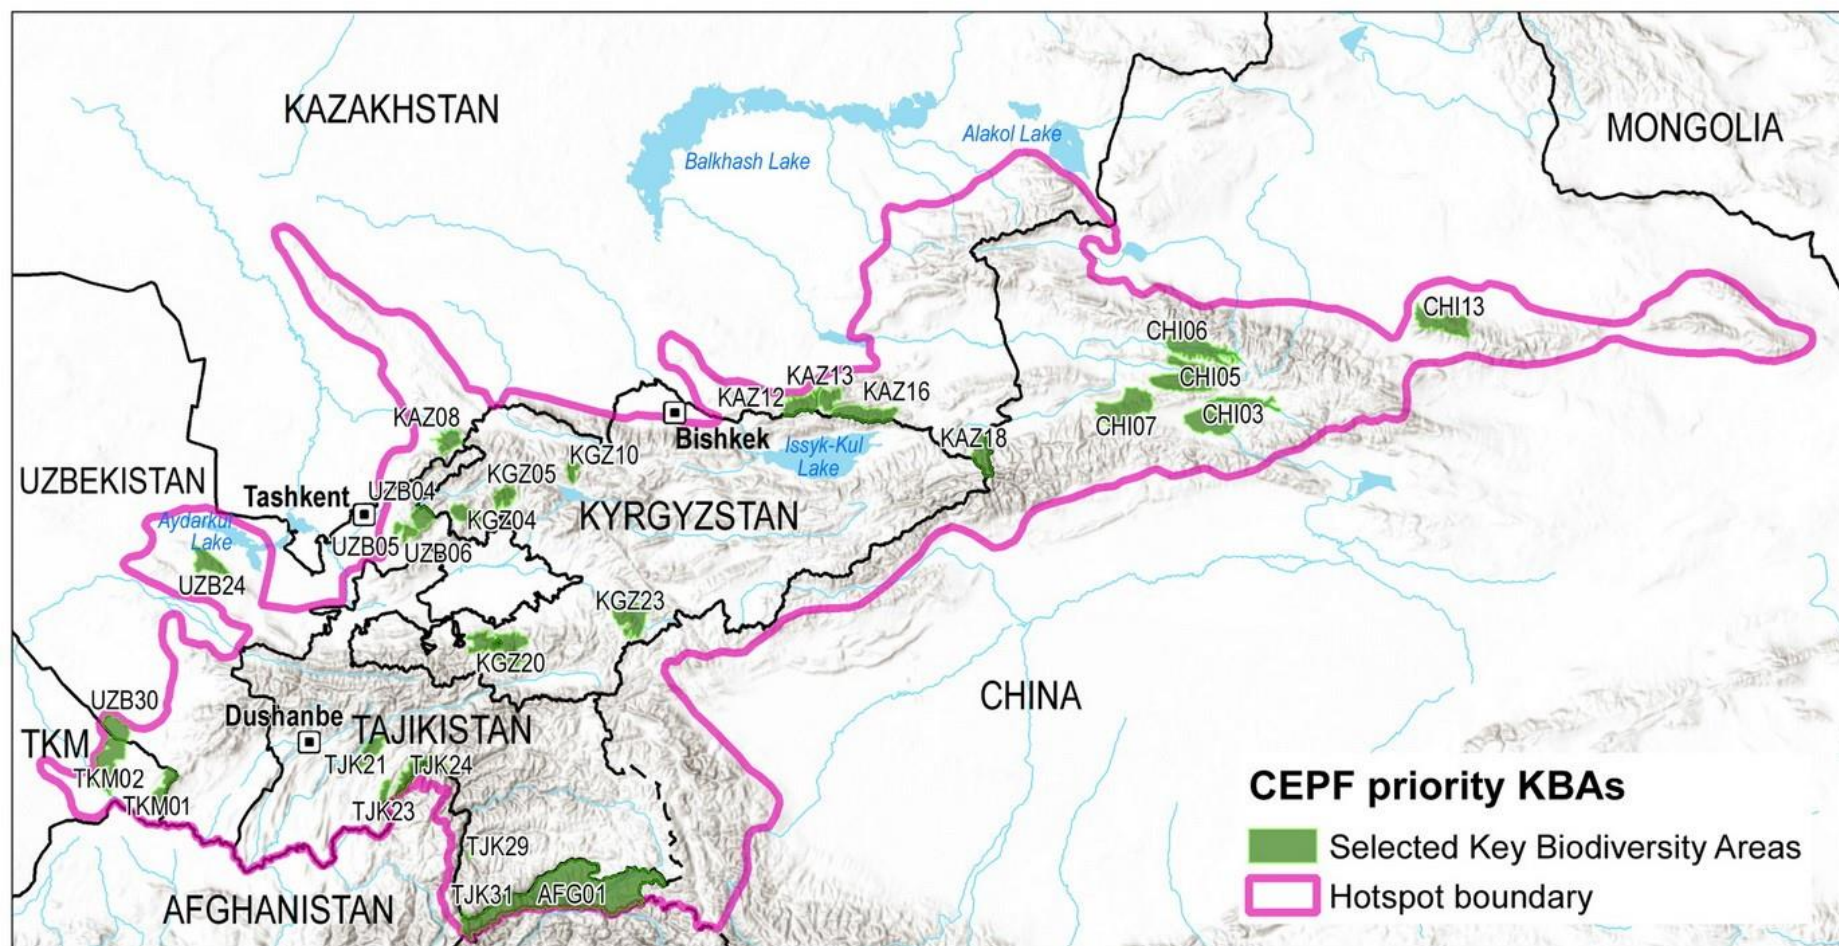 KAZAKHSTAN
MONGOLIA
Alakol Lake
Balkhash Lake
CHI13
CHI06
KAZ13
CHI05
KAZ12
KAZ16
KAZ08
CHI03
CHI07
Bishkek
KAZ18
KGZ10
Issyk-Kul
Lake
UZBEKISTAN
KGZ05
Tashkent
UZB04
KYRGYZSTAN
KGZ04
Aydarkul
Lake
UZB05
UZB06
UZB24
KGZ23
KGZ20
CHINA
UZB30
Dushanbe
TAJIKISTAN
TKM
TJK21
TJK24
TKM02
TKM01
TJK23
TJK29
TJK31
AFG01
AFGHANISTAN
CEPF priority KBAs
Selected Key Biodiversity Areas
Hotspot boundary